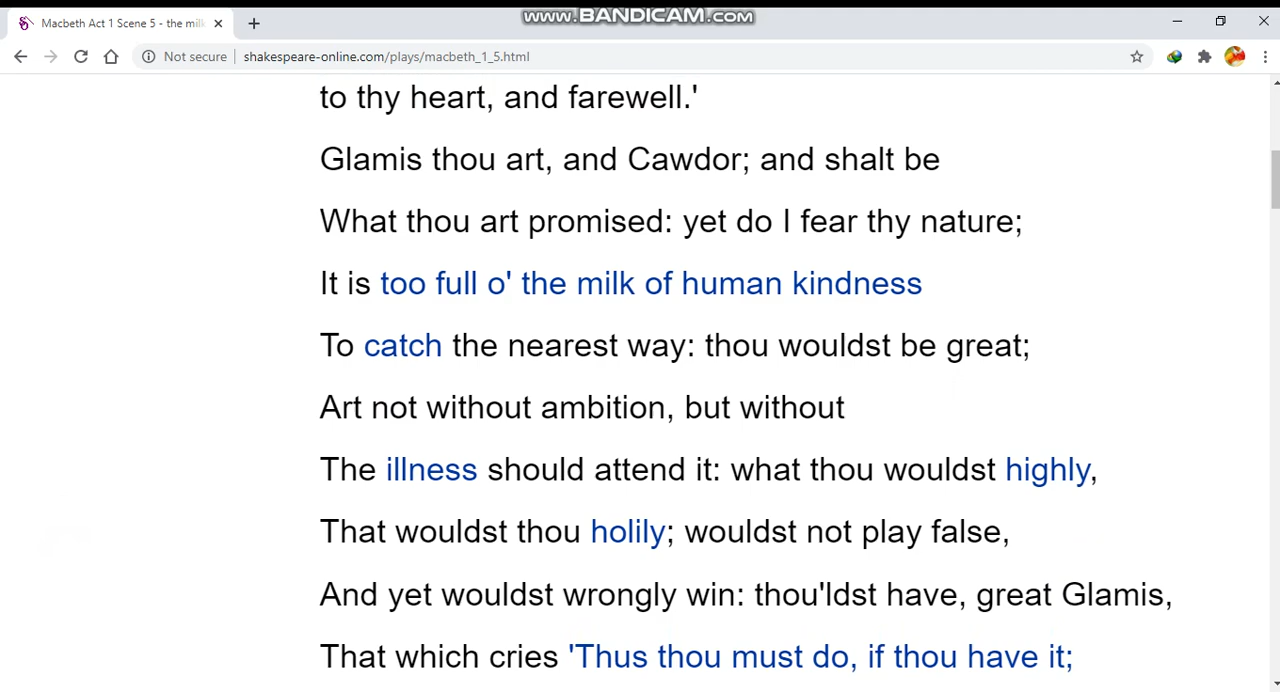 www.BANDICAM.com
Macbeth Act 1 Scene 5 - the milk
Not secure
shakespeare-online.com/plays/macbeth_1_5.html
to thy heart, and farewell.'
Glamis thou art, and Cawdor; and shalt be
What thou art promised: yet do I fear thy nature;
It is too full o' the milk of human kindness
To catch the nearest way: thou wouldst be great;
Art not without ambition, but without
The illness should attend it: what thou wouldst highly,
That wouldst thou holily; wouldst not play false,
And yet wouldst wrongly win: thou'ldst have, great Glamis,
That which cries 'Thus thou must do, if thou have it;